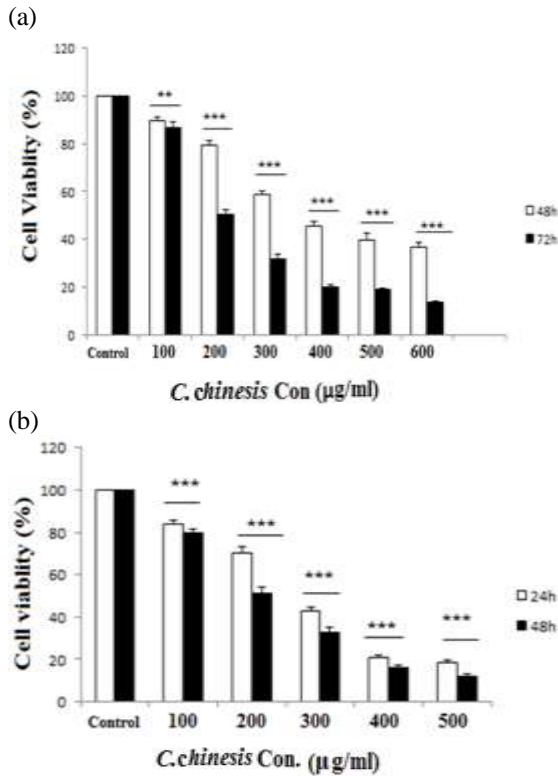 (a)
120
100
80
60
40
20
0
Cell Viablity (%)
**
***
***
***
***
***
Control 100 200 300 400 500 600
C. chinesis Con (µg/ml)
48h
72h
(b)
120
100
80
60
40
20
0
Cell viablity (%)
***
***
***
***
***
Control 100 200 300 400 500
C.chinesis Con. (µg/ml)
24h
48h